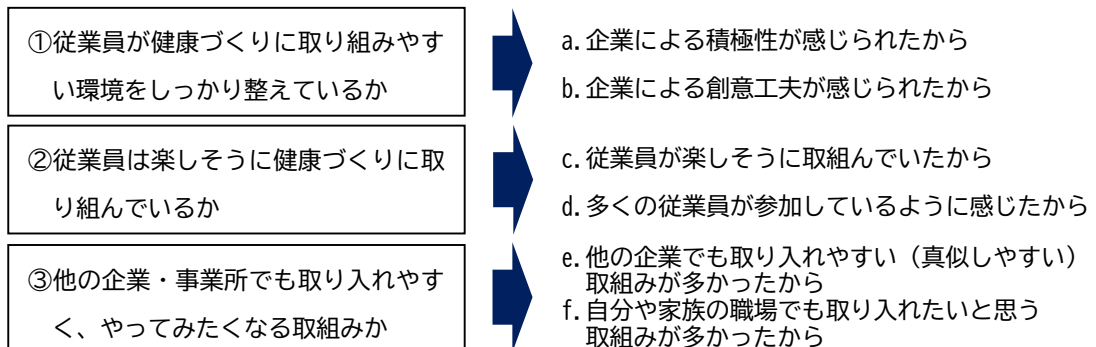 ①従業員が健康づくりに取り組みやす
い環境をしっかり整えているか
a.企業による積極性が感じられたから
b.企業による創意工夫が感じられたから
②従業員は楽しそうに健康づくりに取
り組んでいるか
c.従業員が楽しそうに取組んでいたから
d.多くの従業員が参加しているように感じたから
③他の企業・事業所でも取り入れやす
く、やってみたくなる取組みか
e.他の企業でも取り入れやすい（真似しやすい）
取組みが多かったから
f.自分や家族の職場でも取り入れたいと思う
取組みが多かったから